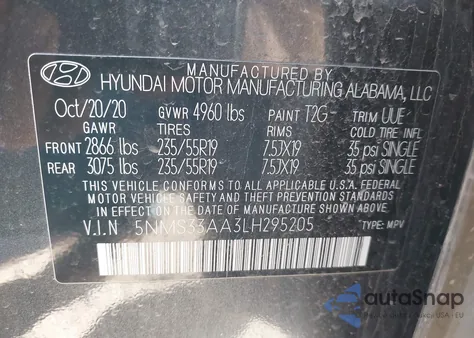 MANUFACTURED BY
HYUNDAI MOTOR MANUFACTURING ALABAMA, LLC
Oct/20/20 GVWR 4960 lbs PAINT T2G TRIM UUE
GAWR TIRES RIMS COLD TIRE INFL
FRONT 2866 lbs 235/55R19 7.5JX19 35 psi SINGLE
REAR 3075 lbs 235/55R19 7.5JX19 35 psi SINGLE
THIS VEHICLE CONFORMS TO ALL APPLICABLE U.S.A. FEDERAL
MOTOR VEHICLE SAFETY AND THEFT PREVENTION STANDARDS
IN EFFECT ON THE DATE OF MANUFACTURE SHOWN ABOVE.
V.I.N 5NMS33AA3LH295205 TYPE: MPV
autoSnap
USA - EU